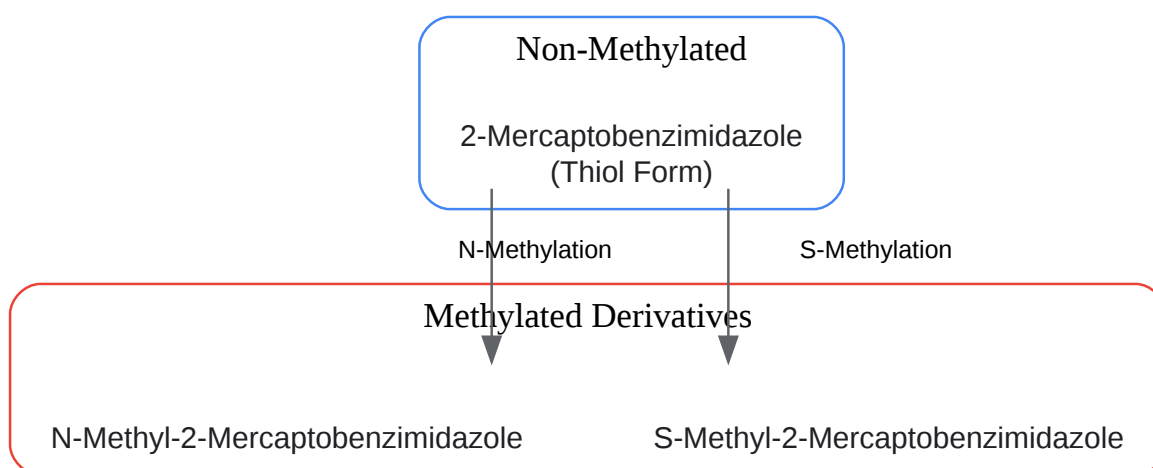 Non-Methylated
2-Mercaptobenzimidazole
(Thiol Form)
N-Methylation
S-Methylation
Methylated Derivatives
N-Methyl-2-Mercaptobenzimidazole
S-Methyl-2-Mercaptobenzimidazole